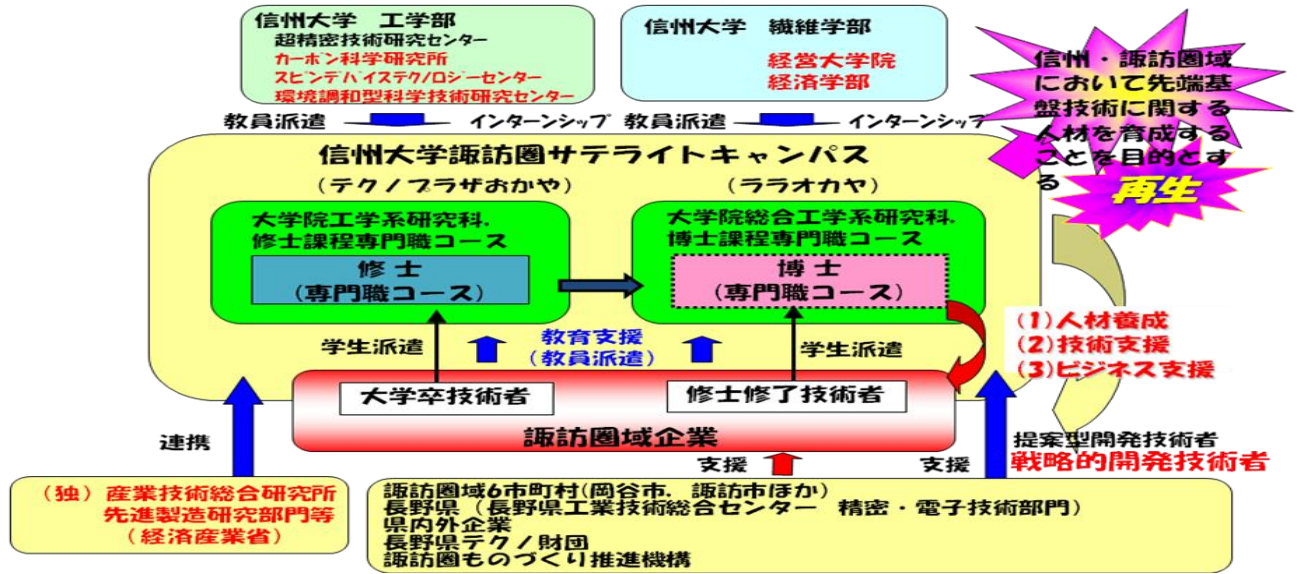 信州大学 工学部
超精密技術研究センター
カーボン科学研究所
スピンデバイステクノロジーセンター
環境調和型科学技術研究センター
信州大学 繊維学部
経営大学院
経済学部
信州・諏訪圏域
において先端基
盤技術に関する
人材を育成する
ことを目的とす
る
再生
教員派遣
インターンシップ
教員派遣
インターンシップ
信州大学諏訪圏サテライトキャンパス
(テクノプラザおかや)
(ララオカヤ)
大学院工学系研究科.
修士課程専門職コース
修士
(専門職コース)
大学院総合工学系研究科.
博士課程専門職コース
博士
(専門職コース)
(1)人材養成
(2)技術支援
(3)ビジネス支援
学生派遣
教育支援
(教員派遣)
学生派遣
大学卒技術者
修士修了技術者
諏訪圏域企業
連携
支援
支援
提案型開発技術者
戦略的開発技術者
(独)産業技術総合研究所
先進製造研究部門等
(経済産業省)
諏訪圏域6市町村(岡谷市. 諏訪市ほか)
長野県(長野県工業技術総合センター 精密・電子技術部門)
県内外企業
長野県テクノ財団
諏訪圏ものづくり推進機構